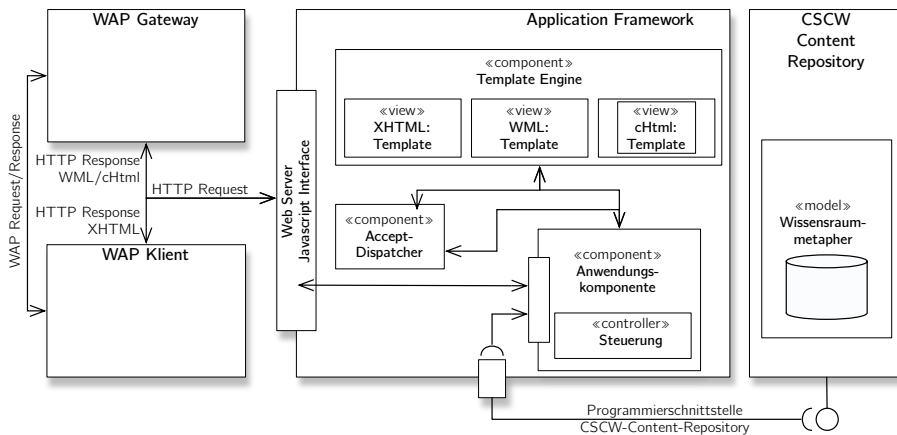 WAP Gateway
WAP Request/Response
HTTP Response
WML/cHtml
HTTP Request
HTTP Response
XHTML
WAP Klient
Web Server
Javascript Interface
Application Framework
«component»
Template Engine
«view»
XHTML:
Template
«view»
WML:
Template
«view»
cHtml:
Template
«component»
Accept-
Dispatcher
«component»
Anwendungs-
komponente
«controller»
Steuerung
CSCW
Content
Repository
«model»
Wissensraum-
metapher
Programmierschnittstelle
CSCW-Content-Repository